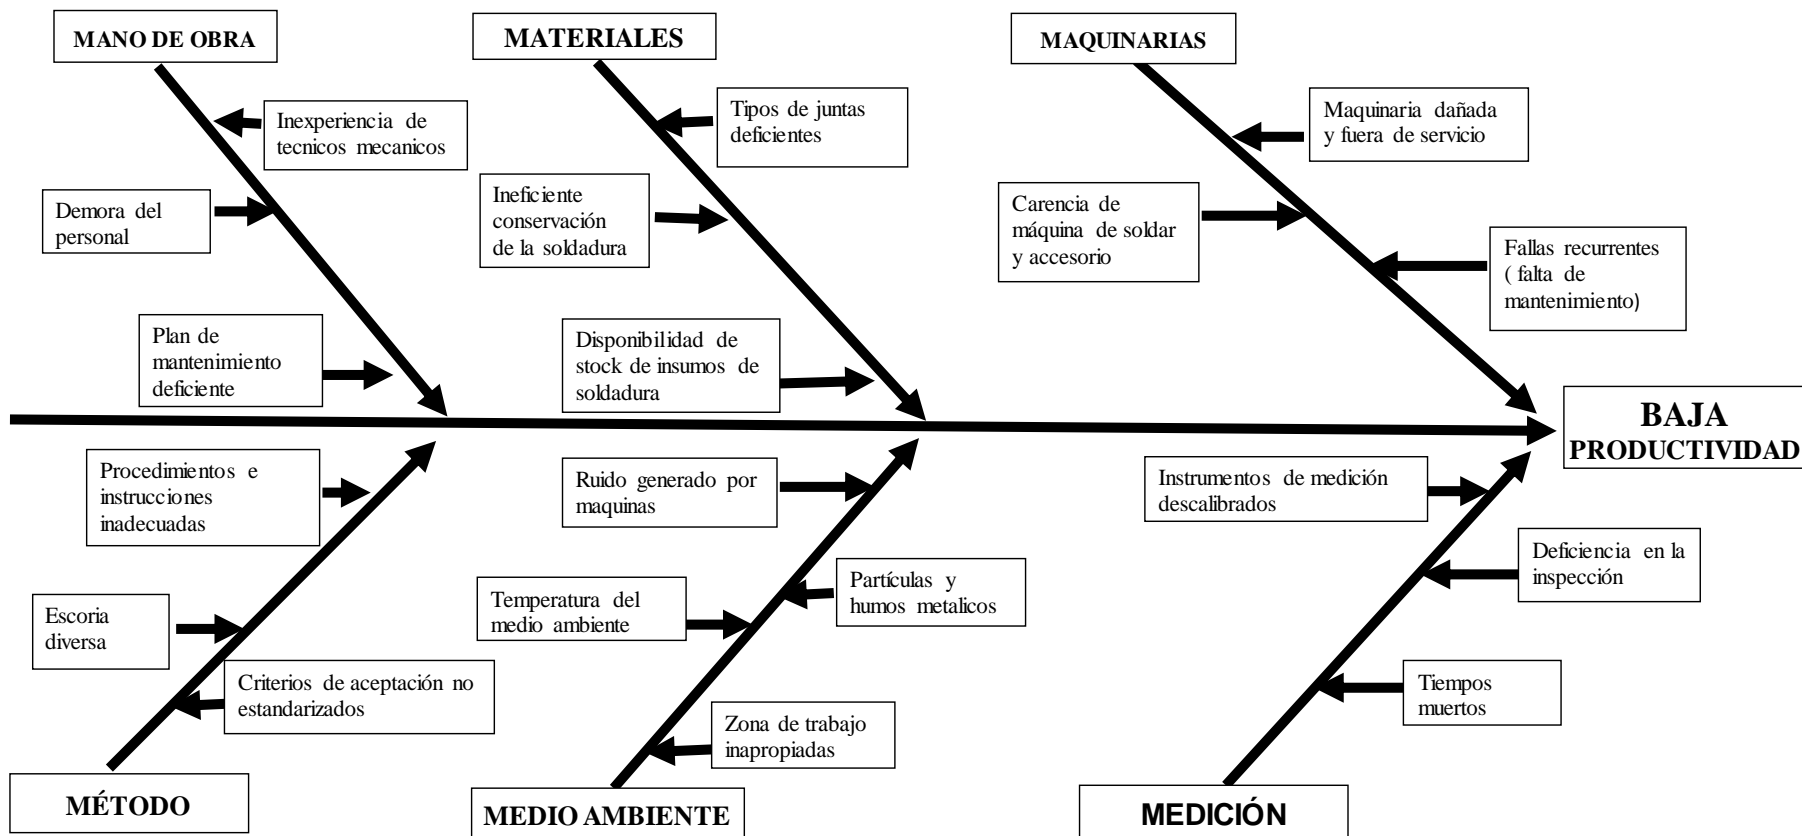 MANO DE OBRA
MATERIALES
MAQUINARIAS
Inexperiencia de
tecnicos mecanicos
Tipos de juntas
deficientes
Maquinaria dañada
y fuera de servicio
Demora del
personal
Ineficiente
conservación
de la soldadura
Carencia de
máquina de soldar
y accesorio
Fallas recurrentes
( falta de
mantenimiento)
Plan de
mantenimiento
deficiente
Disponibilidad de
stock de insumos de
soldadura
BAJA
PRODUCTIVIDAD
Procedimientos e
instrucciones
inadecuadas
Ruido generado por
maquinas
Instrumentos de medición
descalibrados
Deficiencia en la
inspección
Partículas y
humos metalicos
Temperatura del
medio ambiente
Escoria
diversa
Criterios de aceptación no
estandarizados
Tiempos
muertos
Zona de trabajo
inapropiadas
MÉTODO
MEDIO AMBIENTE
MEDICIÓN